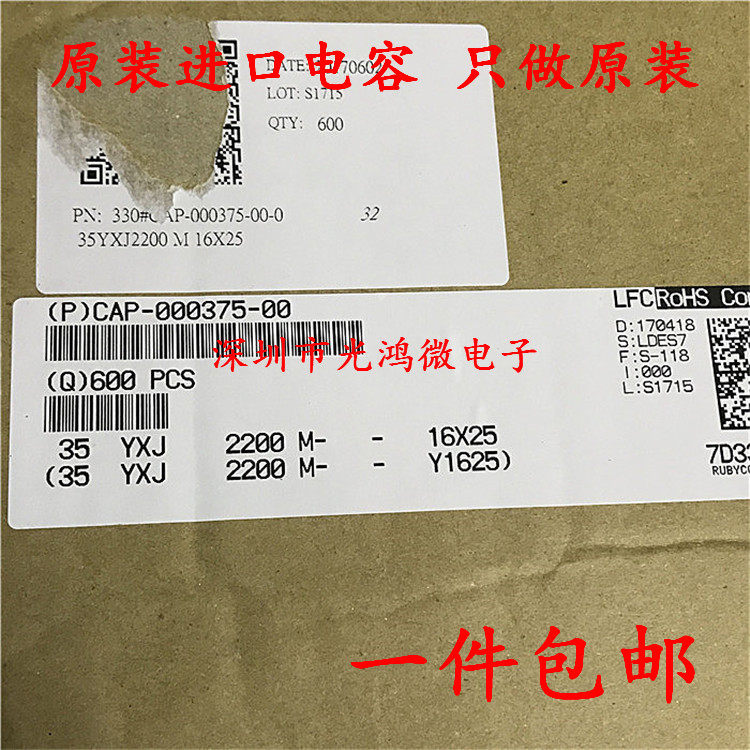 原装进口电容 只做原装
DATE:
LOT: S1715
QTY: 600
PN: 330#CAP-000375-00-0 32
35YXJ2200 M 16X25
(P)CAP-000375-00
LFC RoHS
D:170418
S:LDES7
F:S-118
I:000
L:S1715
深圳市光鸿微电子
(Q)600 PCS
35 YXJ 2200 M- - 16X25
(35 YXJ 2200 M- - Y1625)
一件包邮